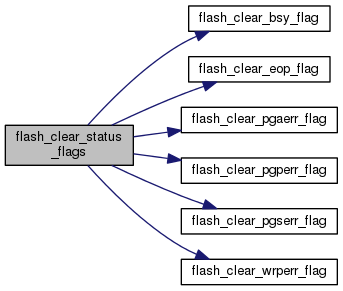 flash_clear_bsy_flag
flash_clear_eop_flag
flash_clear_pgaerr_flag
flash_clear_status
_flags
flash_clear_pgperr_flag
flash_clear_pgserr_flag
flash_clear_wrperr_flag